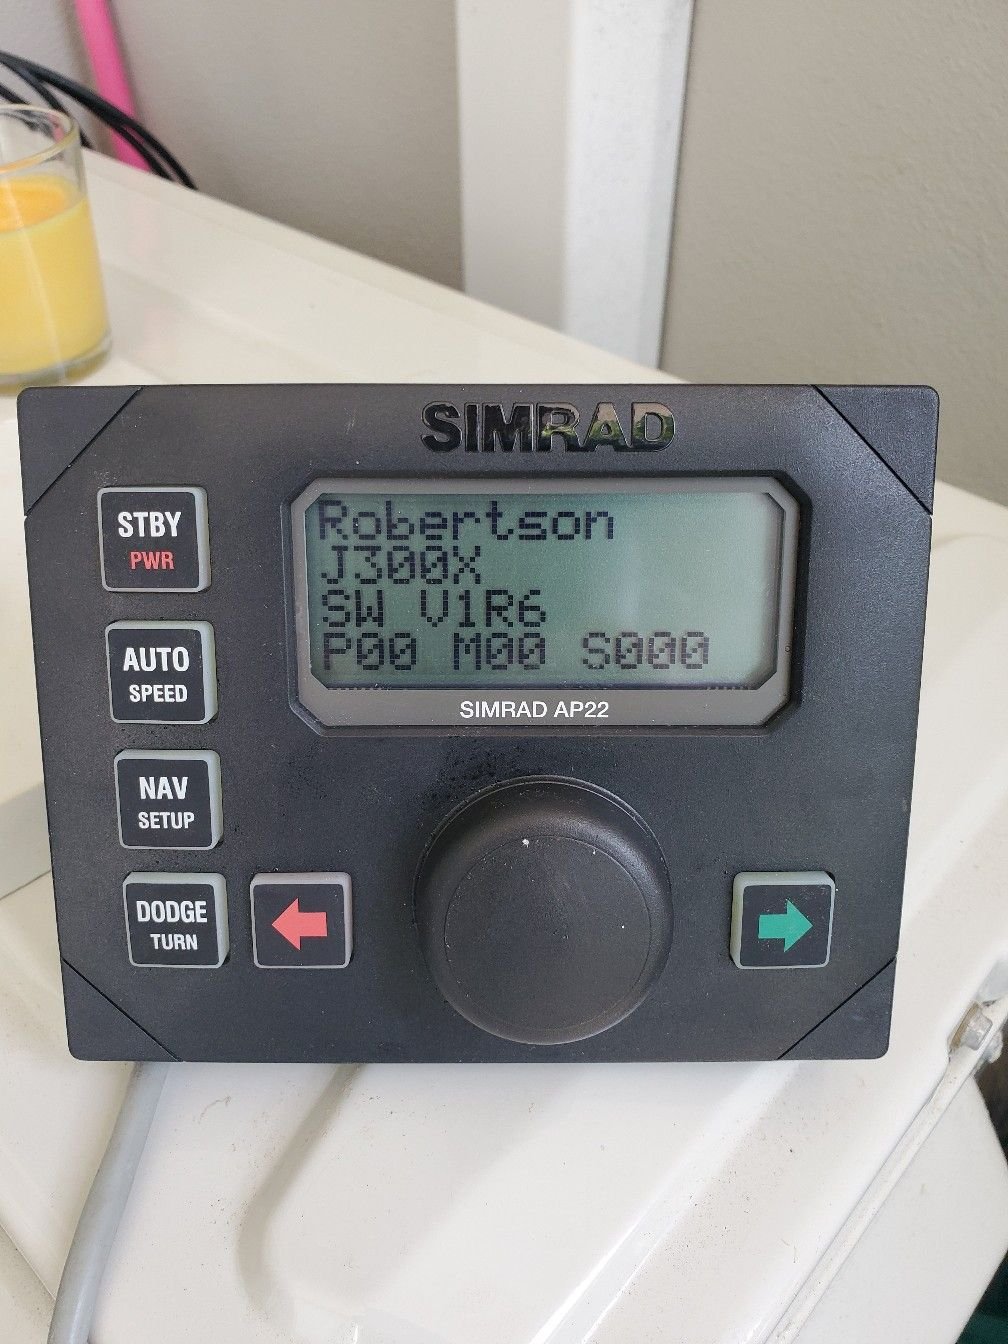 SIMRAD
Robertson
J300X
SW V1R6
P00 M00 S000
SIMRAD AP22
STBY
PWR
AUTO
SPEED
NAV
SETUP
DODGE
TURN